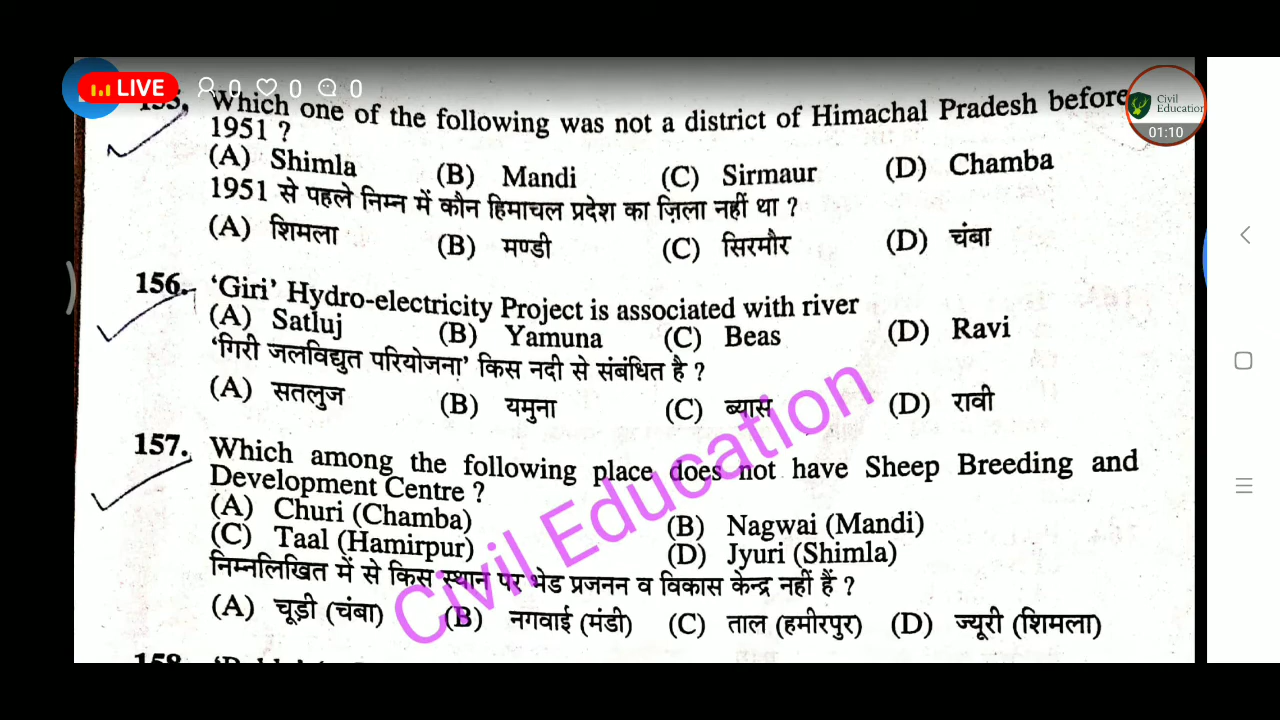 LIVE 0 0 0
Civil
Education
01:10
Which one of the following was not a district of Himachal Pradesh before
1951 ?
(A) Shimla (B) Mandi (C) Sirmaur (D) Chamba
1951 से पहले निम्न में कौन हिमाचल प्रदेश का ज़िला नहीं था ?
(A) शिमला (B) मण्डी (C) सिरमौर (D) चंबा
156. ‘Giri’ Hydro-electricity Project is associated with river
(A) Satluj (B) Yamuna (C) Beas (D) Ravi
‘गिरी जलविद्युत परियोजना’ किस नदी से संबंधित है ?
(A) सतलुज (B) यमुना (C) ब्यास (D) रावी
157. Which among the following place does not have Sheep Breeding and
Development Centre ?
(A) Churi (Chamba) (B) Nagwai (Mandi)
(C) Taal (Hamirpur) (D) Jyuri (Shimla)
निम्नलिखित में से किस स्थान पर भेड प्रजनन व विकास केन्द्र नहीं हैं ?
(A) चूड़ी (चंबा) (B) नगवाई (मंडी) (C) ताल (हमीरपुर) (D) ज्यूरी (शिमला)
Civil Education